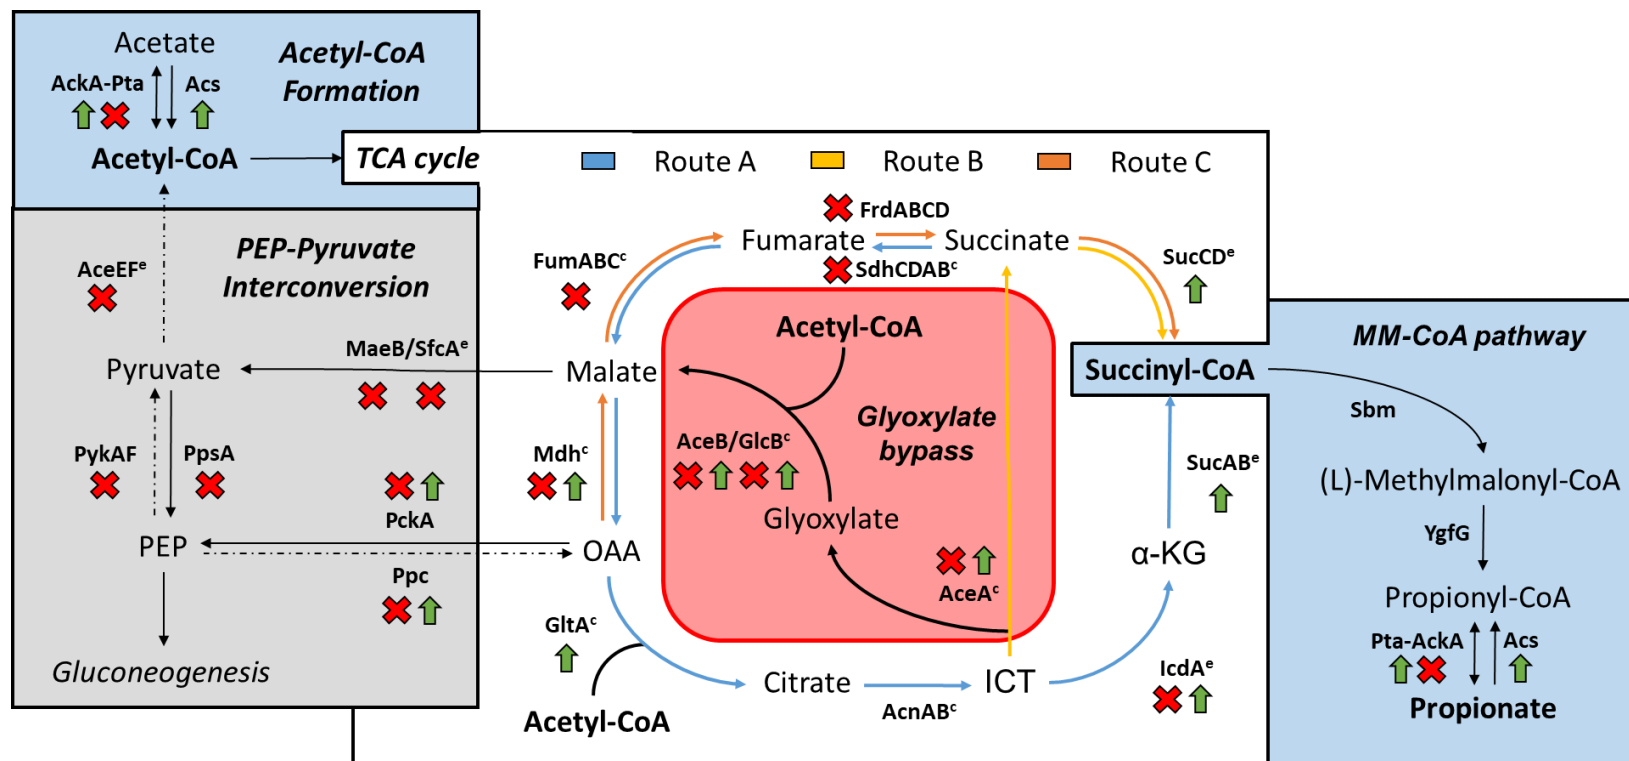 Acetate
Acetyl-CoA
Formation
AckA-Pta
Acs
Acetyl-CoA
TCA cycle
Route A
Route B
Route C
PEP-Pyruvate
Interconversion
AceEFᵉ
Pyruvate
MaeB/SfcAᵉ
PykAF
PpsA
PckA
PEP
Ppc
Gluconeogenesis
FrdABCD
Fumarate
Succinate
FumABCᶜ
SdhCDABᶜ
SucCDᵉ
Malate
Mdhᶜ
OAA
Acetyl-CoA
Glyoxylate
bypass
AceB/GlcBᶜ
Glyoxylate
AceAᶜ
GltAᶜ
Acetyl-CoA
Citrate
AcnABᶜ
ICT
IcdAᵉ
α-KG
SucABᵉ
Succinyl-CoA
MM-CoA pathway
Sbm
(L)-Methylmalonyl-CoA
YgfG
Propionyl-CoA
Pta-AckA
Acs
Propionate